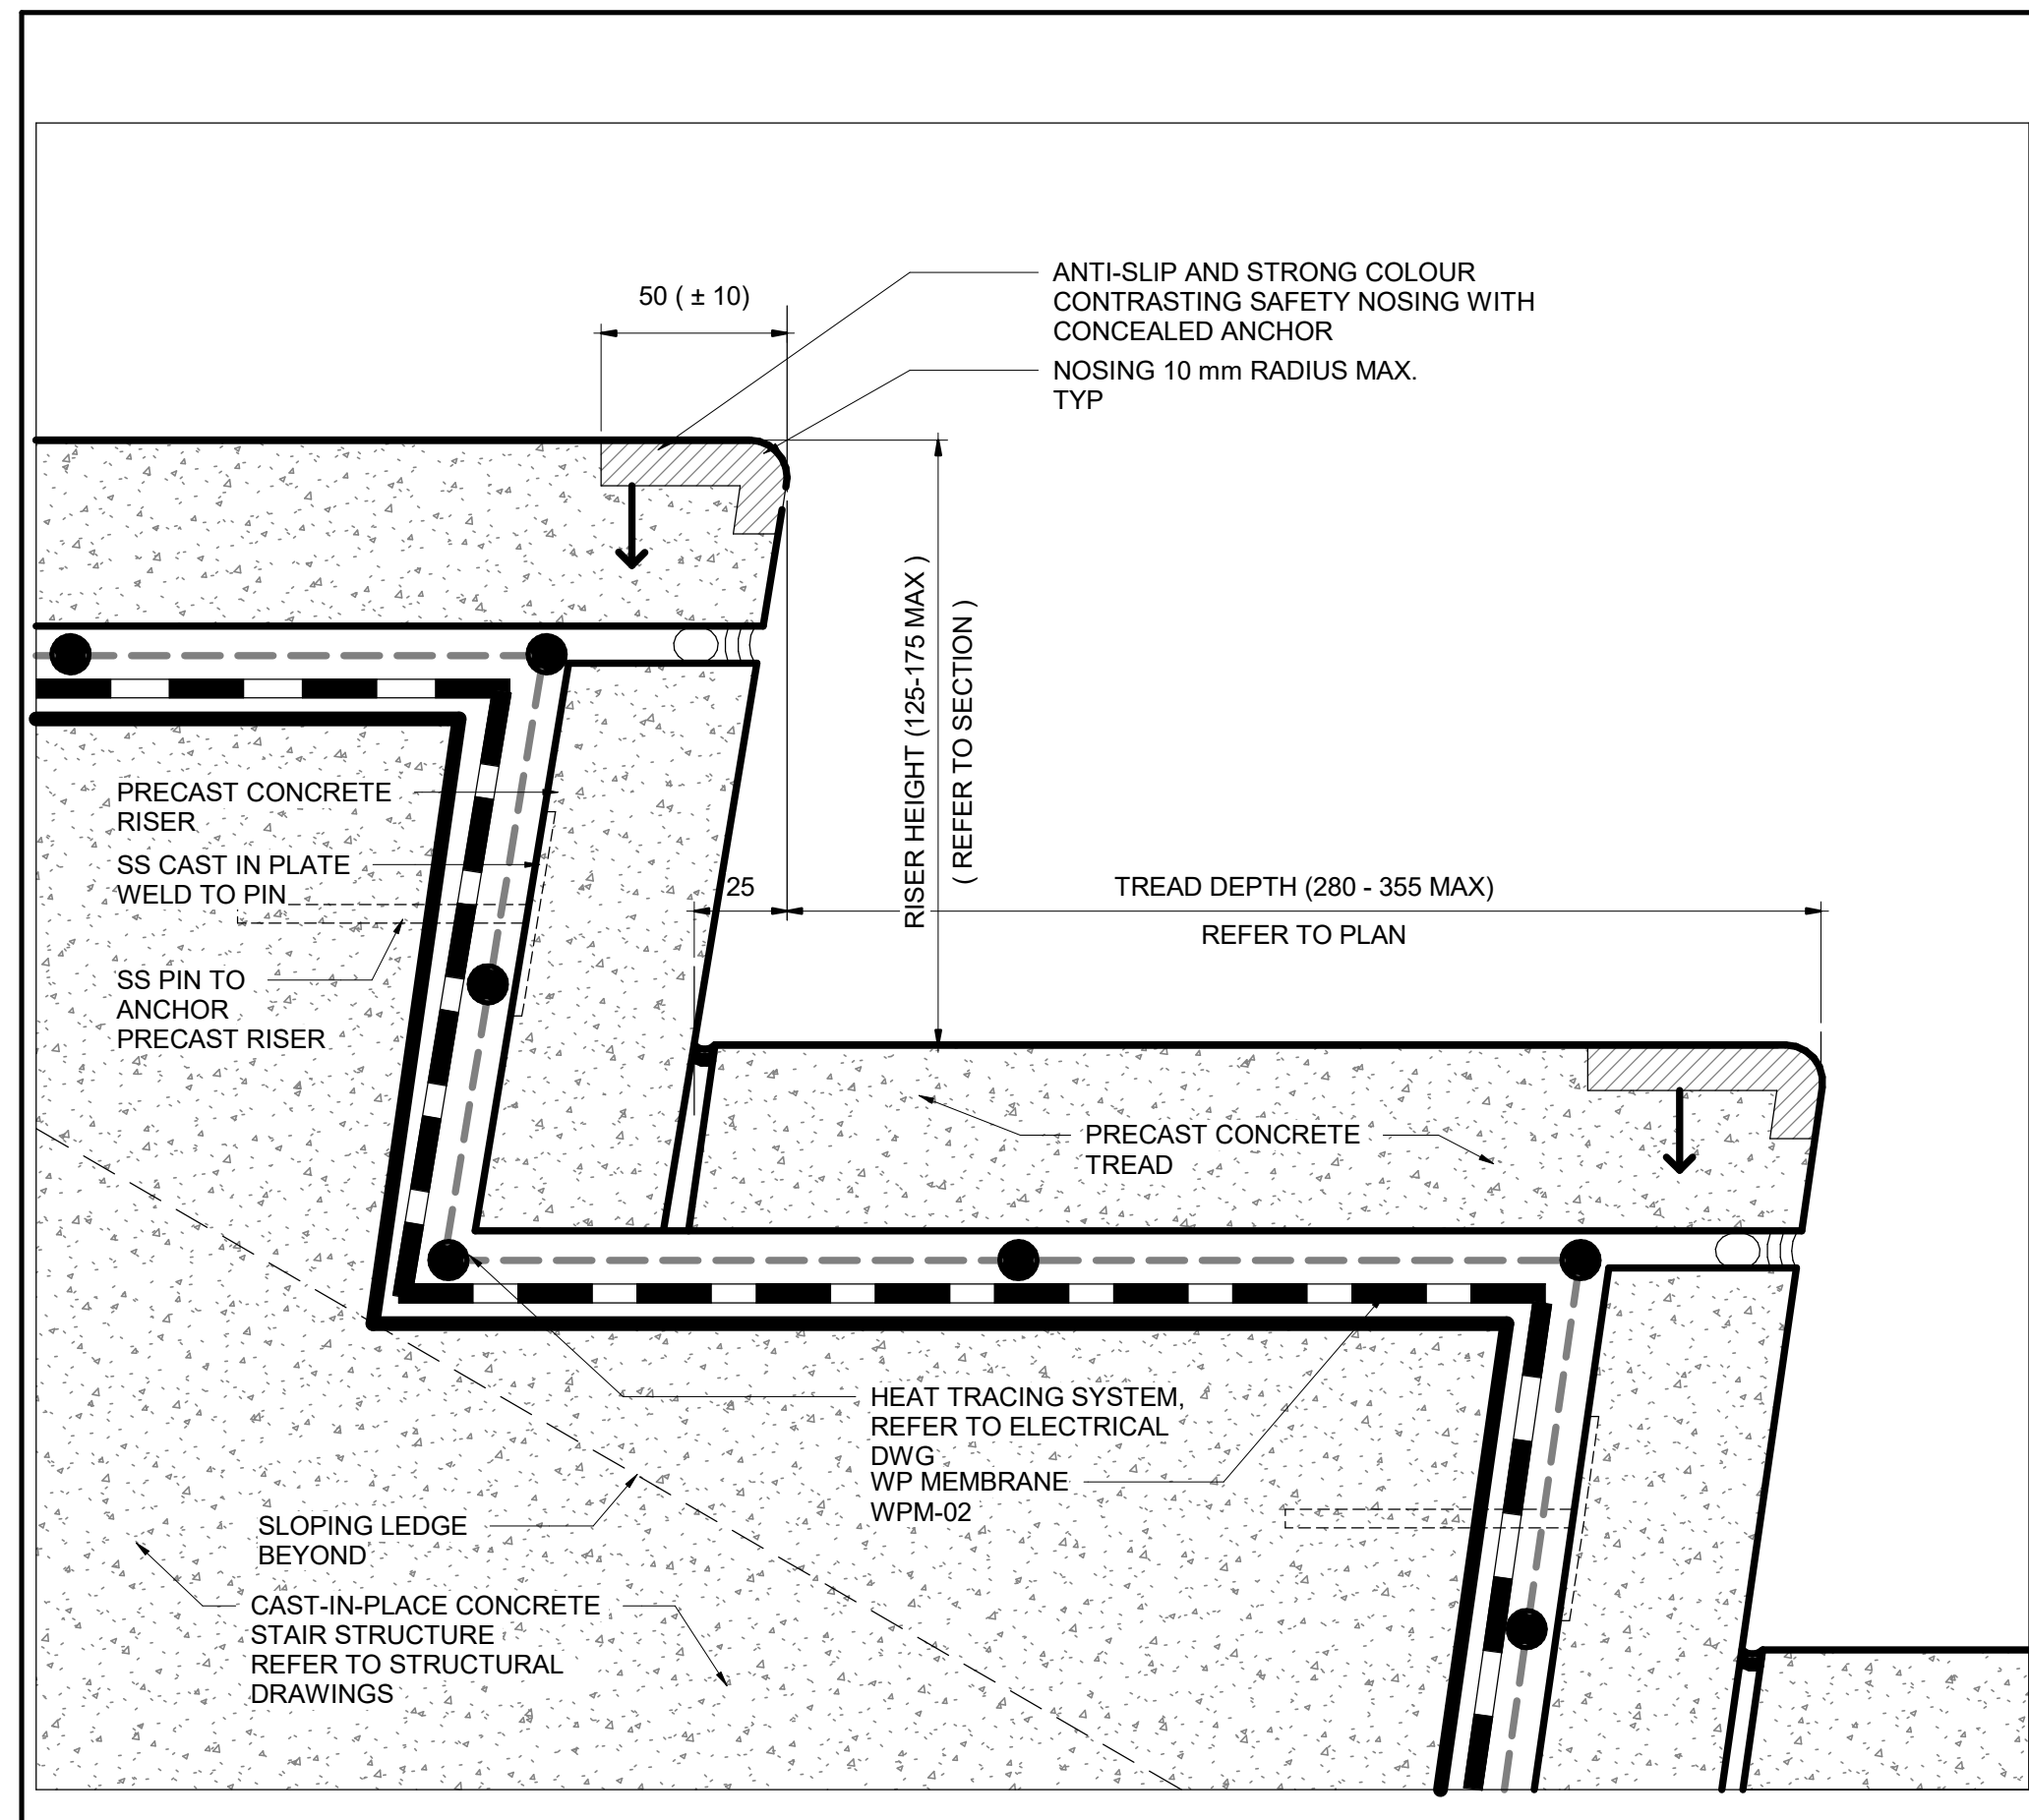 50 ( ± 10)
ANTI-SLIP AND STRONG COLOUR
CONTRASTING SAFETY NOSING WITH
CONCEALED ANCHOR
NOSING 10 mm RADIUS MAX.
TYP
RISER HEIGHT (125-175 MAX )
( REFER TO SECTION )
PRECAST CONCRETE
RISER
SS CAST IN PLATE
WELD TO PIN
SS PIN TO
ANCHOR
PRECAST RISER
25
TREAD DEPTH (280 - 355 MAX)
REFER TO PLAN
PRECAST CONCRETE
TREAD
HEAT TRACING SYSTEM,
REFER TO ELECTRICAL
DWG
WP MEMBRANE
WPM-02
SLOPING LEDGE
BEYOND
CAST-IN-PLACE CONCRETE
STAIR STRUCTURE
REFER TO STRUCTURAL
DRAWINGS